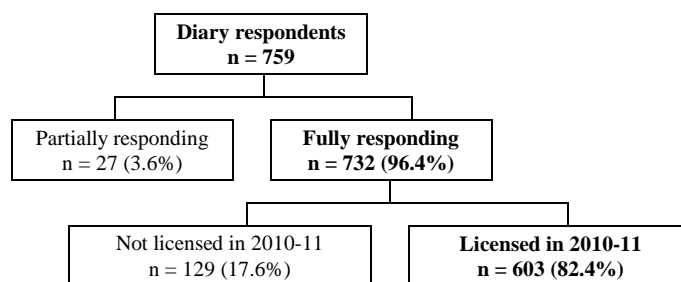 Diary respondents
n = 759
Partially responding
n = 27 (3.6%)
Fully responding
n = 732 (96.4%)
Not licensed in 2010-11
n = 129 (17.6%)
Licensed in 2010-11
n = 603 (82.4%)